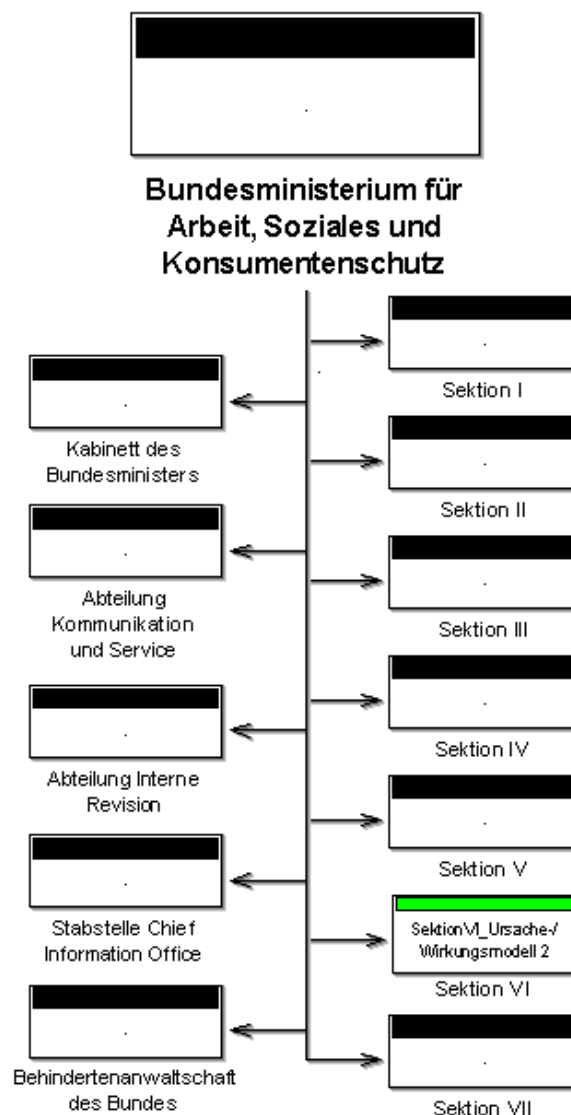 Bundesministerium für
Arbeit, Soziales und
Konsumentenschutz
Sektion I
Kabinett des
Bundesministers
Sektion II
Abteilung
Kommunikation
und Service
Sektion III
Abteilung Interne
Revision
Sektion IV
Sektion V
Stabstelle Chief
Information Office
SektionVI_Ursache-/
Wirkungsmodell 2
Sektion VI
Behindertenanwaltschaft
des Bundes
Sektion VII